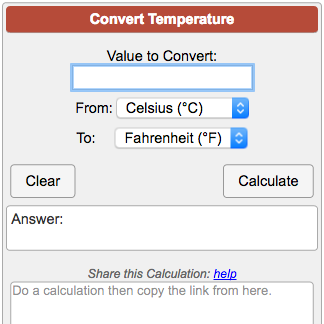 Convert Temperature
Value to Convert:
From: Celsius (°C)
To: Fahrenheit (°F)
Clear Calculate
Answer:
Share this Calculation: help
Do a calculation then copy the link from here.